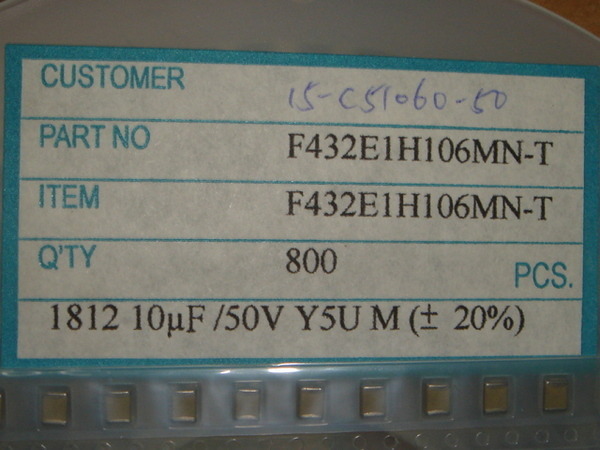 CUSTOMER 15-C51060-50
PART NO F432E1H106MN-T
ITEM F432E1H106MN-T
Q'TY 800 PCS.
1812 10µF /50V Y5U M (± 20%)